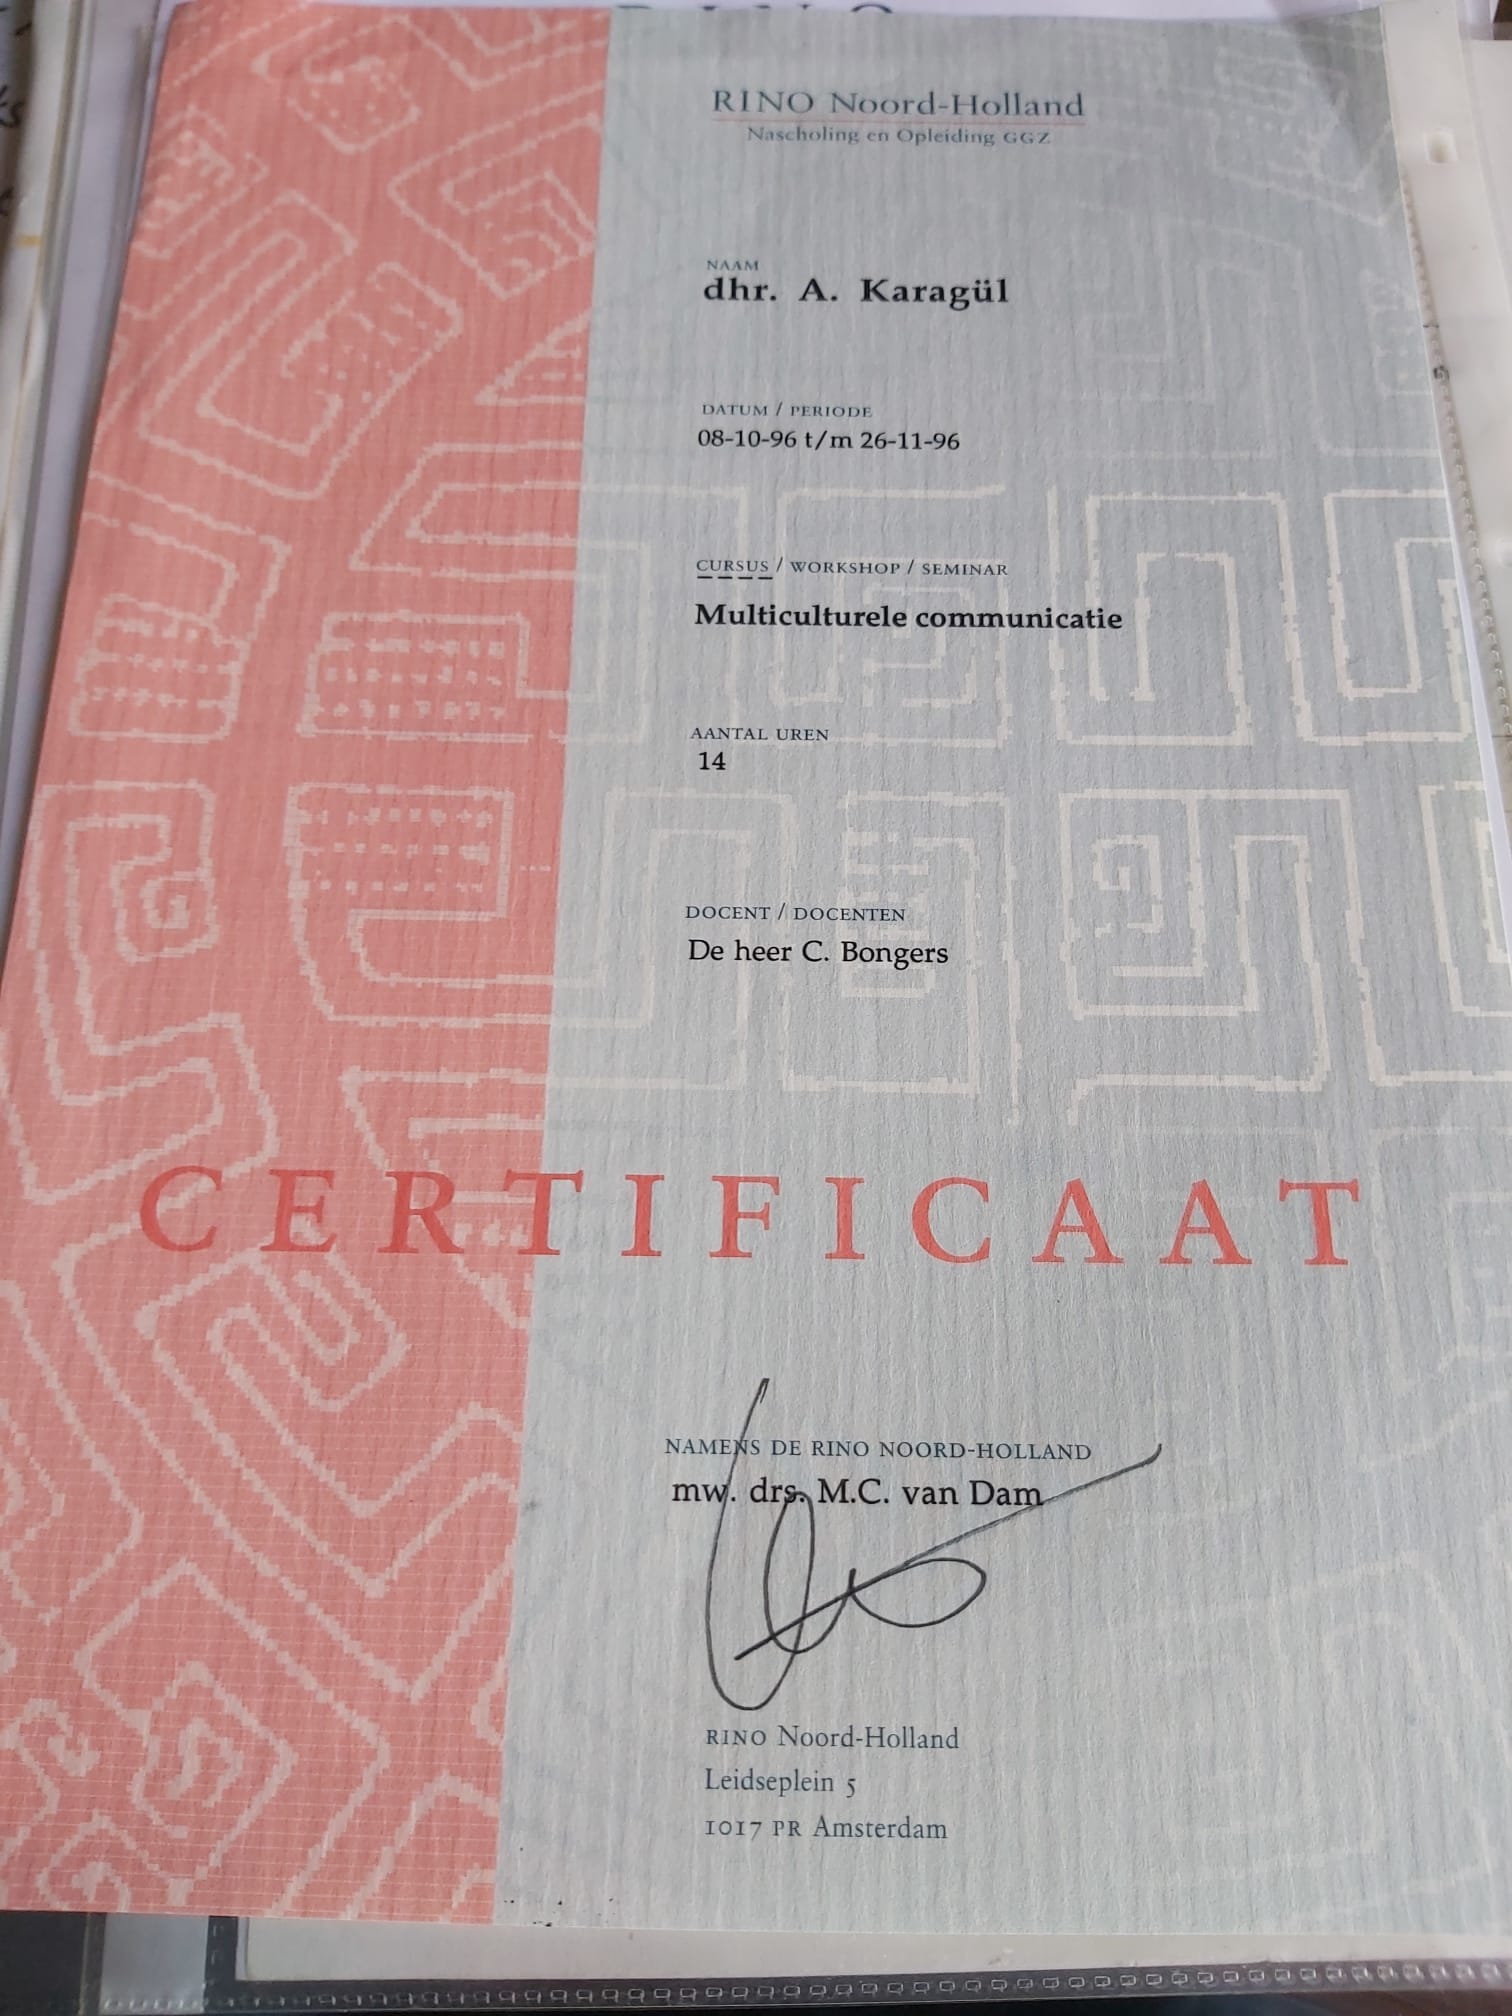 RINO Noord-Holland
Nascholing en Opleiding GGZ
NAAM
dhr. A. Karagül
DATUM / PERIODE
08-10-96 t/m 26-11-96
CURSUS / WORKSHOP / SEMINAR
Multiculturele communicatie
AANTAL UREN
14
DOCENT / DOCENTEN
De heer C. Bongers
CERTIFICAAT
NAMENS DE RINO NOORD-HOLLAND
mw. drs. M.C. van Dam
RINO Noord-Holland
Leidseplein 5
1017 PR Amsterdam